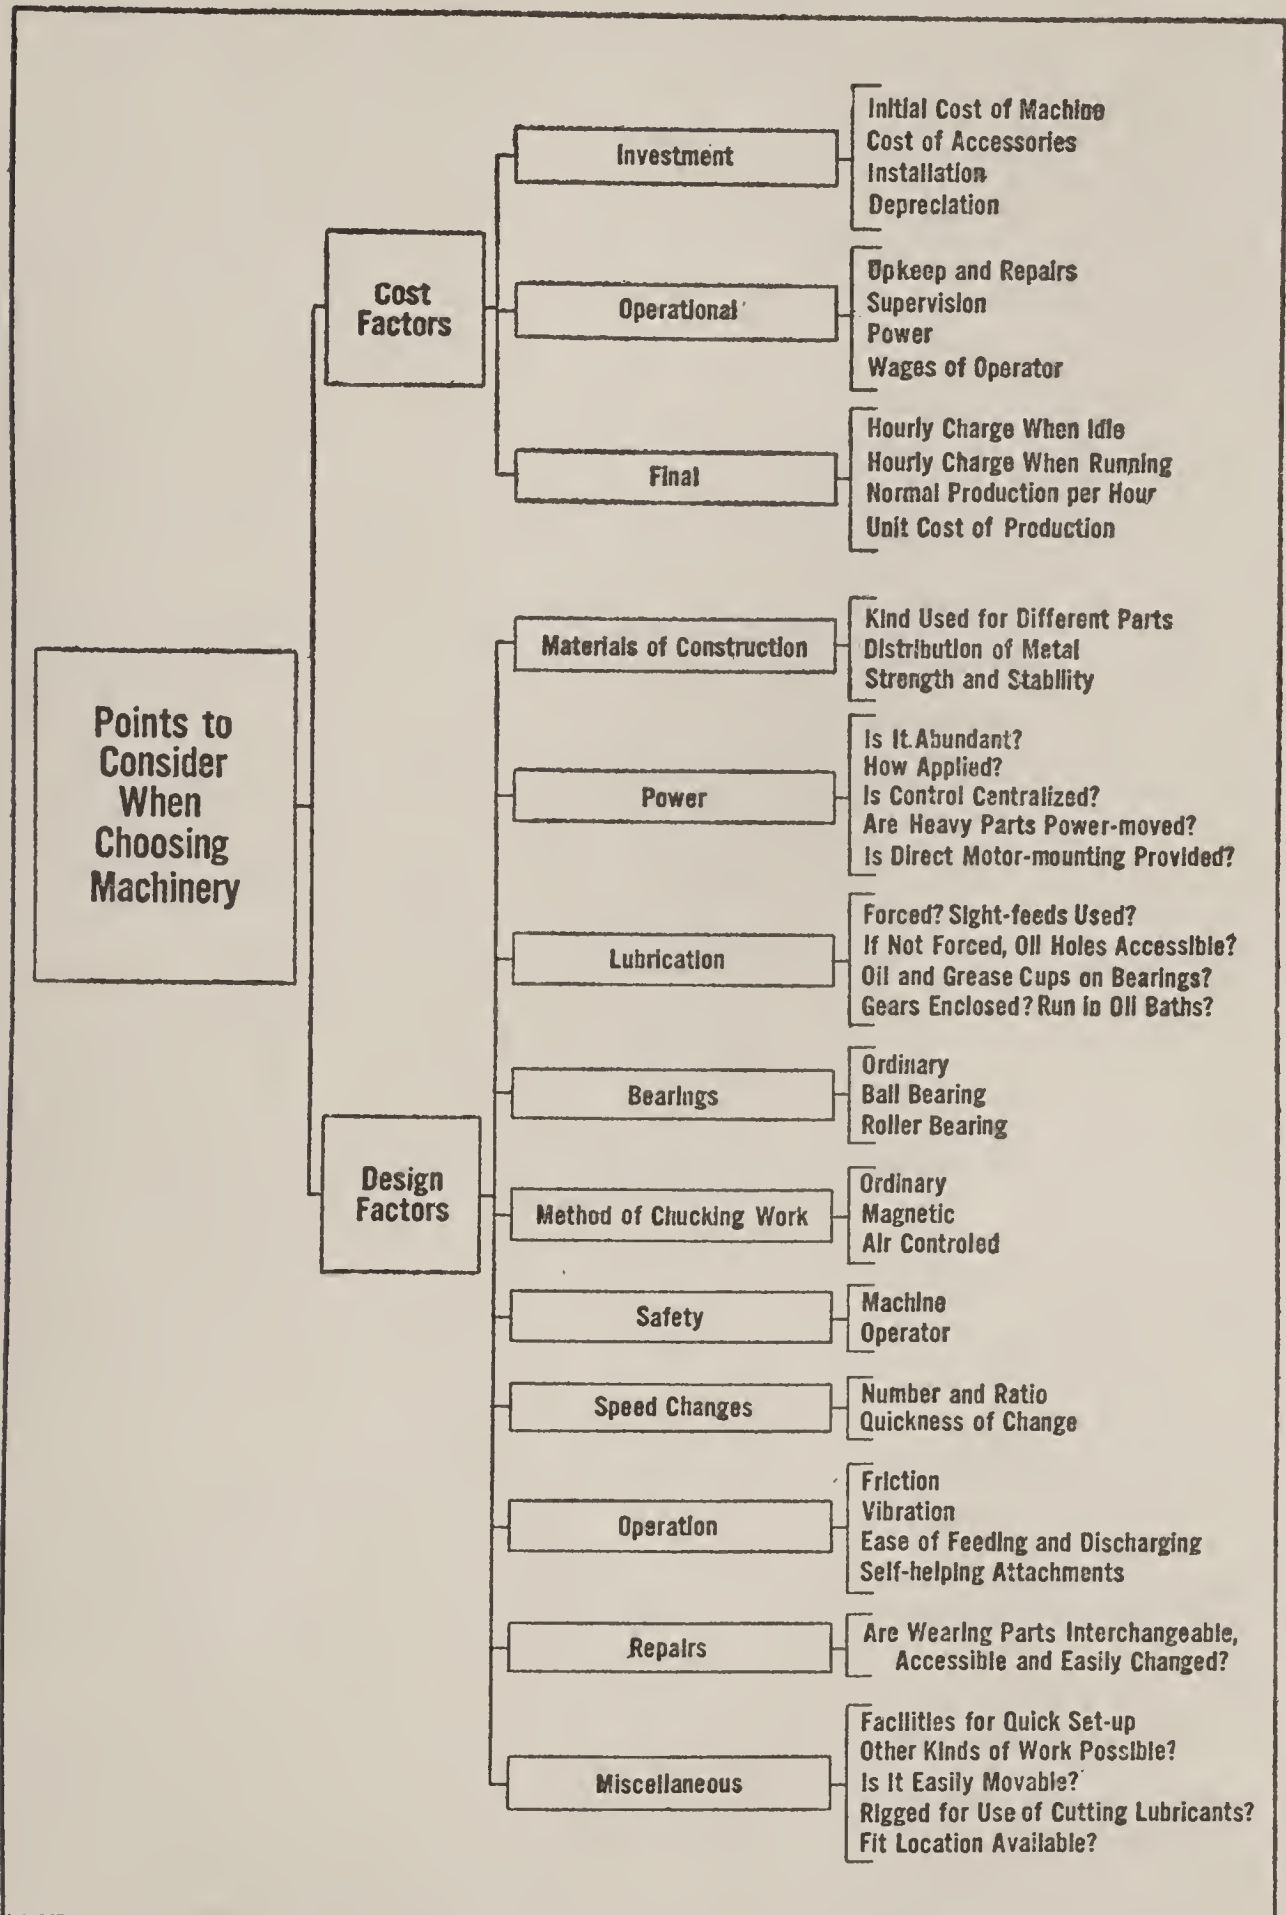 Points to
Consider
When
Choosing
Machinery
Cost
Factors
Investment
Initial Cost of Machine
Cost of Accessories
Installation
Depreciation
Operational
Upkeep and Repairs
Supervision
Power
Wages of Operator
Final
Hourly Charge When Idle
Hourly Charge When Running
Normal Production per Hour
Unit Cost of Production
Design
Factors
Materials of Construction
Kind Used for Different Parts
Distribution of Metal
Strength and Stability
Power
Is It Abundant?
How Applied?
Is Control Centralized?
Are Heavy Parts Power-moved?
Is Direct Motor-mounting Provided?
Lubrication
Forced? Sight-feeds Used?
If Not Forced, Oil Holes Accessible?
Oil and Grease Cups on Bearings?
Gears Enclosed? Run in Oil Baths?
Bearings
Ordinary
Ball Bearing
Roller Bearing
Method of Chucking Work
Ordinary
Magnetic
Air Controled
Safety
Machine
Operator
Speed Changes
Number and Ratio
Quickness of Change
Operation
Friction
Vibration
Ease of Feeding and Discharging
Self-helping Attachments
Repairs
Are Wearing Parts Interchangeable,
Accessible and Easily Changed?
Miscellaneous
Facilities for Quick Set-up
Other Kinds of Work Possible?
Is It Easily Movable?
Rigged for Use of Cutting Lubricants?
Fit Location Available?